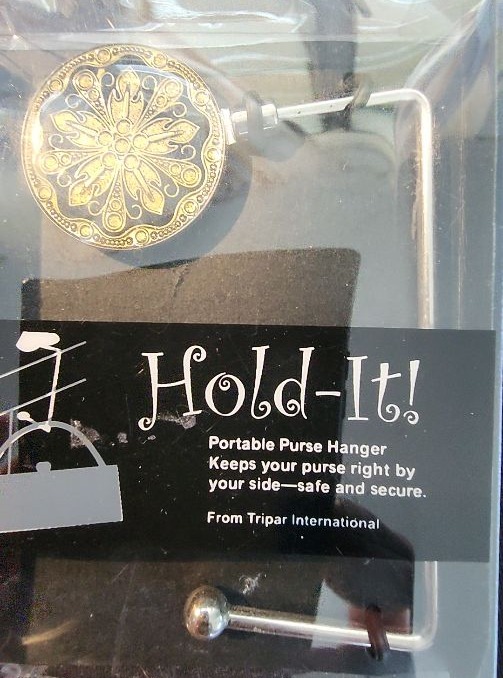 Hold-It!
Portable Purse Hanger
Keeps your purse right by
your side—safe and secure.
From Tripar International